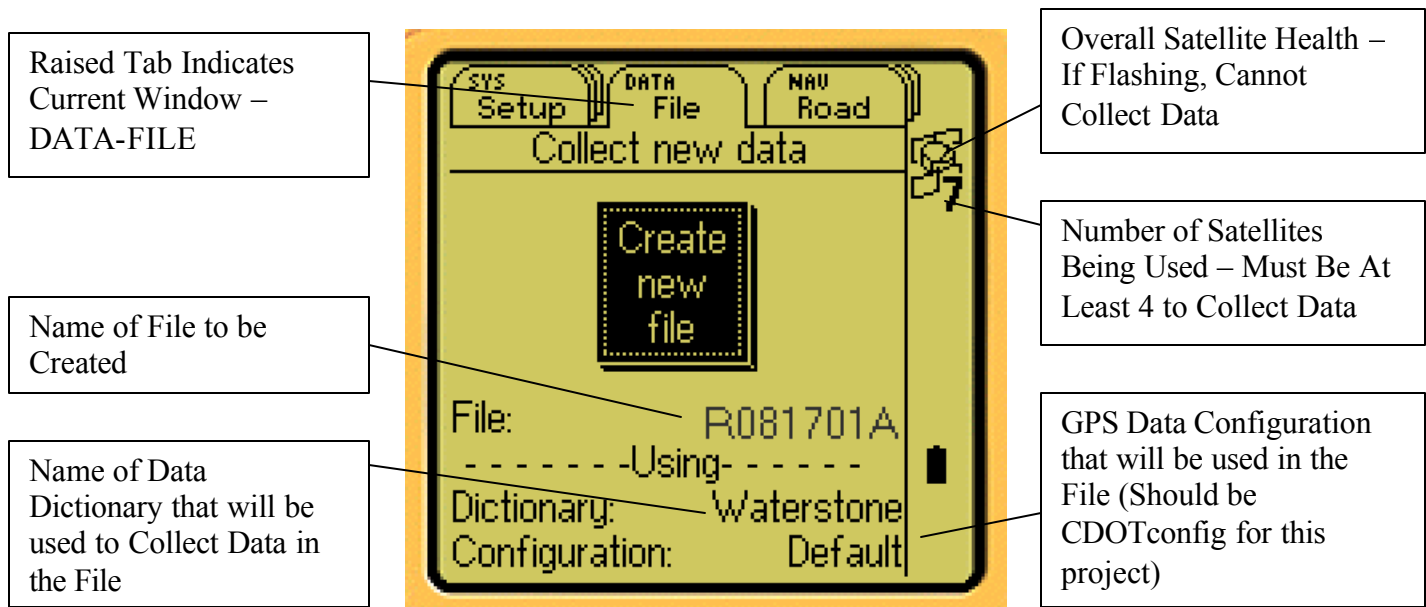 Raised Tab Indicates
Current Window –
DATA-FILE
Name of File to be
Created
Name of Data
Dictionary that will be
used to Collect Data in
the File
SYS
Setup
DATA
File
NAV
Road
Collect new data
7
Create
new
file
File: R081701A
- - - - - - -Using- - - - - -
Dictionary: Waterstone
Configuration: Default
Overall Satellite Health –
If Flashing, Cannot
Collect Data
Number of Satellites
Being Used – Must Be At
Least 4 to Collect Data
GPS Data Configuration
that will be used in the
File (Should be
CDOTconfig for this
project)